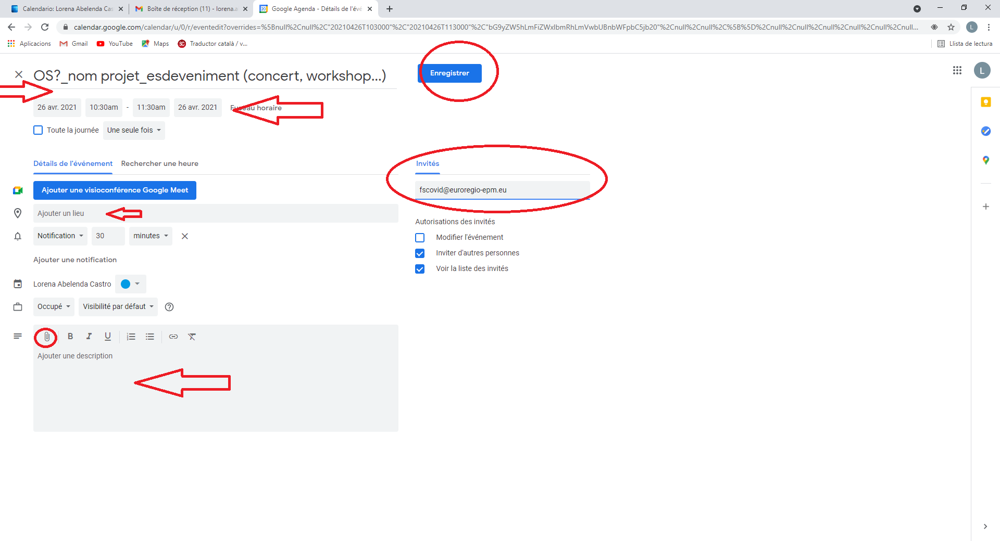 Calendario: Lorena Abelenda Cas
Boîte de réception (11) - lorena.a
Google Agenda - Détails de l'évé
calendar.google.com/calendar/u/0/r/eventedit?overrides=%5Bnull%2Cnull%2C"20210426T103000"%2C"20210426T113000"%2C"bG9yZW5hLmFiZWxlbmRhLmVwbUBnbWFpbC5jb20"%2Cnull%2Cnull%2C%5B%5D%2Cnull%2Cnull%2Cnull%2Cnull%2Cnull%2Cnull...
Aplicacions
Gmail
YouTube
Maps
SC
Traductor català / v...
Llista de lectura
OS?_nom projet_esdeveniment (concert, workshop...)
Enregistrer
L
L
26 avr. 2021 10:30am - 11:30am 26 avr. 2021 Fuseau horaire
Toute la journée Une seule fois
Détails de l'événement Rechercher une heure
Invités
Ajouter une visioconférence Google Meet
fscovid@euroregio-epm.eu
Ajouter un lieu
Autorisations des invités
Notification 30 minutes
Modifier l'événement
Inviter d'autres personnes
Ajouter une notification
Voir la liste des invités
Lorena Abelenda Castro
Occupé Visibilité par défaut
B I U
Ajouter une description